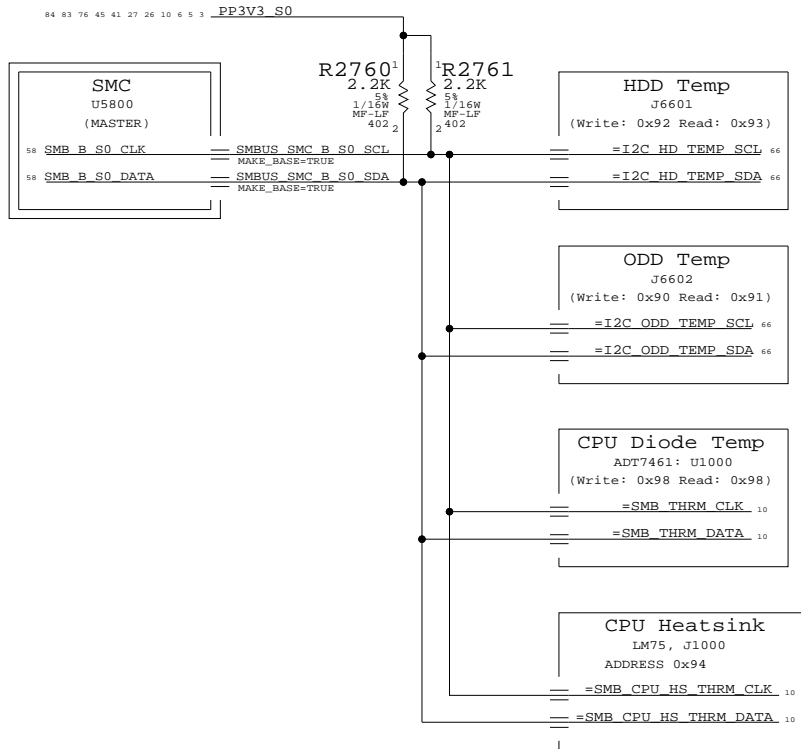 84 83 76 45 41 27 26 10 6 5 3 PP3V3_S0
R2760
2.2K
5%
1/16W
MF-LF
402
1
2
R2761
2.2K
5%
1/16W
MF-LF
402
1
2
SMC
U5800
(MASTER)
58 SMB_B_S0_CLK
SMBUS_SMC_B_S0_SCL
MAKE_BASE=TRUE
58 SMB_B_S0_DATA
SMBUS_SMC_B_S0_SDA
MAKE_BASE=TRUE
HDD Temp
J6601
(Write: 0x92 Read: 0x93)
=I2C_HD_TEMP_SCL 66
=I2C_HD_TEMP_SDA 66
ODD Temp
J6602
(Write: 0x90 Read: 0x91)
=I2C_ODD_TEMP_SCL 66
=I2C_ODD_TEMP_SDA 66
CPU Diode Temp
ADT7461: U1000
(Write: 0x98 Read: 0x98)
=SMB_THRM_CLK 10
=SMB_THRM_DATA 10
CPU Heatsink
LM75, J1000
ADDRESS 0x94
=SMB_CPU_HS_THRM_CLK 10
=SMB_CPU_HS_THRM_DATA 10